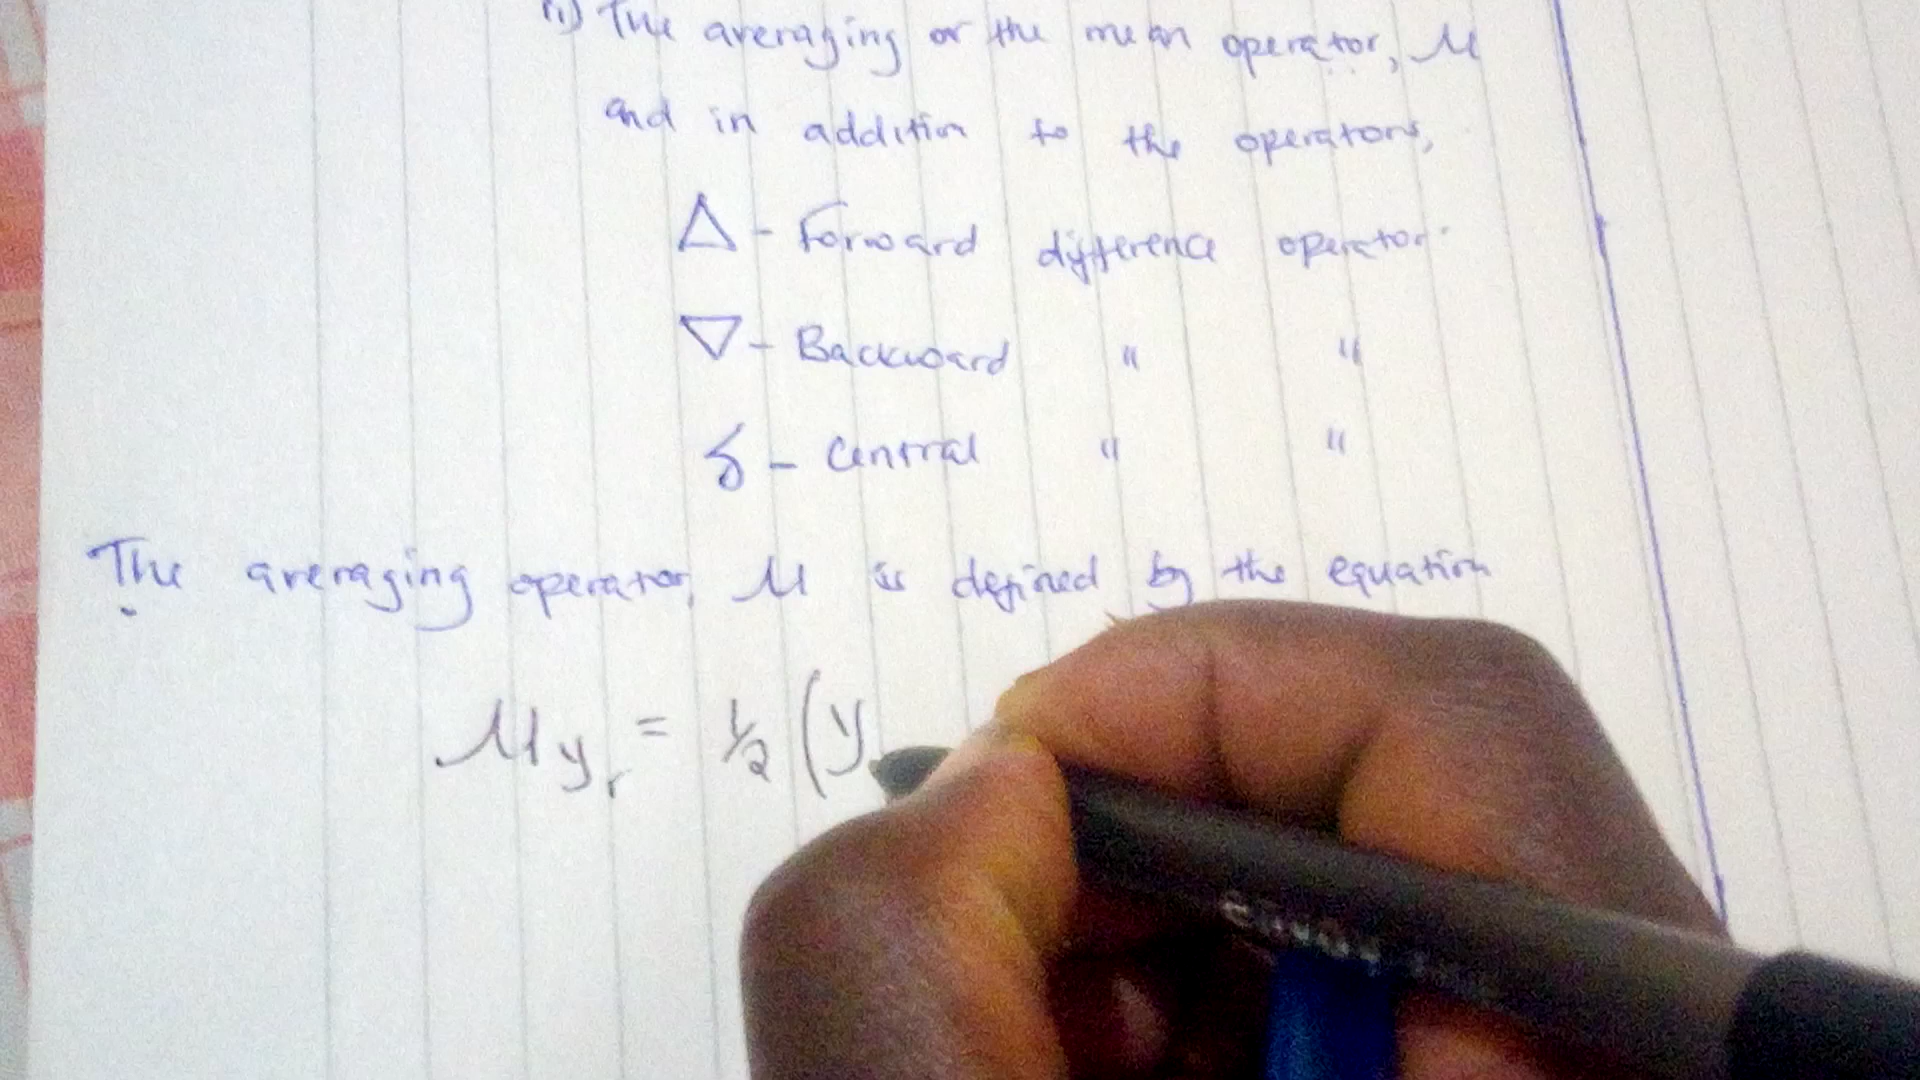 ii) The averaging or the mean operator, μ
and in addition to the operators,
Δ - Forward difference operator.
∇ - Backward " "
δ - Central " "
The averaging operator, μ is defined by the equation
μy_r = 1/2 (y